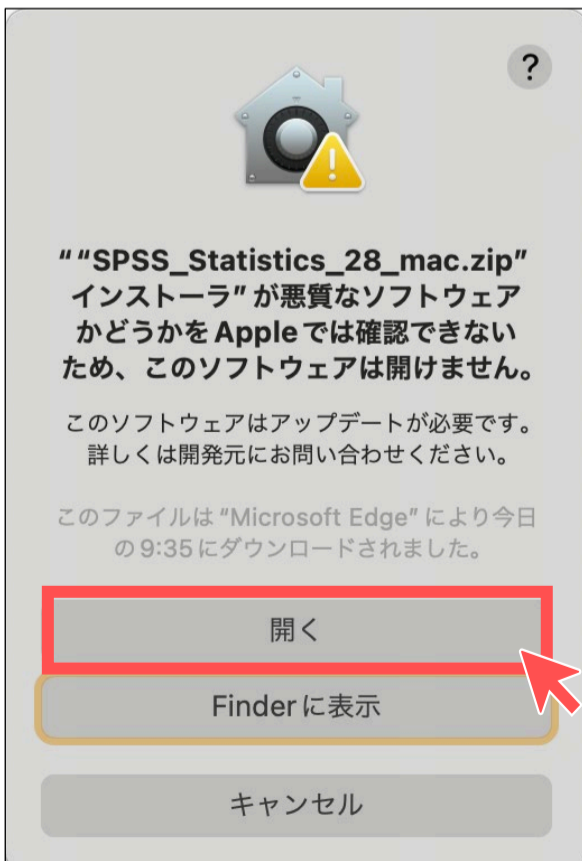 ?
““SPSS_Statistics_28_mac.zip”
インストーラ”が悪質なソフトウェア
かどうかをAppleでは確認できない
ため、このソフトウェアは開けません。
このソフトウェアはアップデートが必要です。
詳しくは開発元にお問い合わせください。
このファイルは“Microsoft Edge”により今日
の9:35にダウンロードされました。
開く
Finderに表示
キャンセル